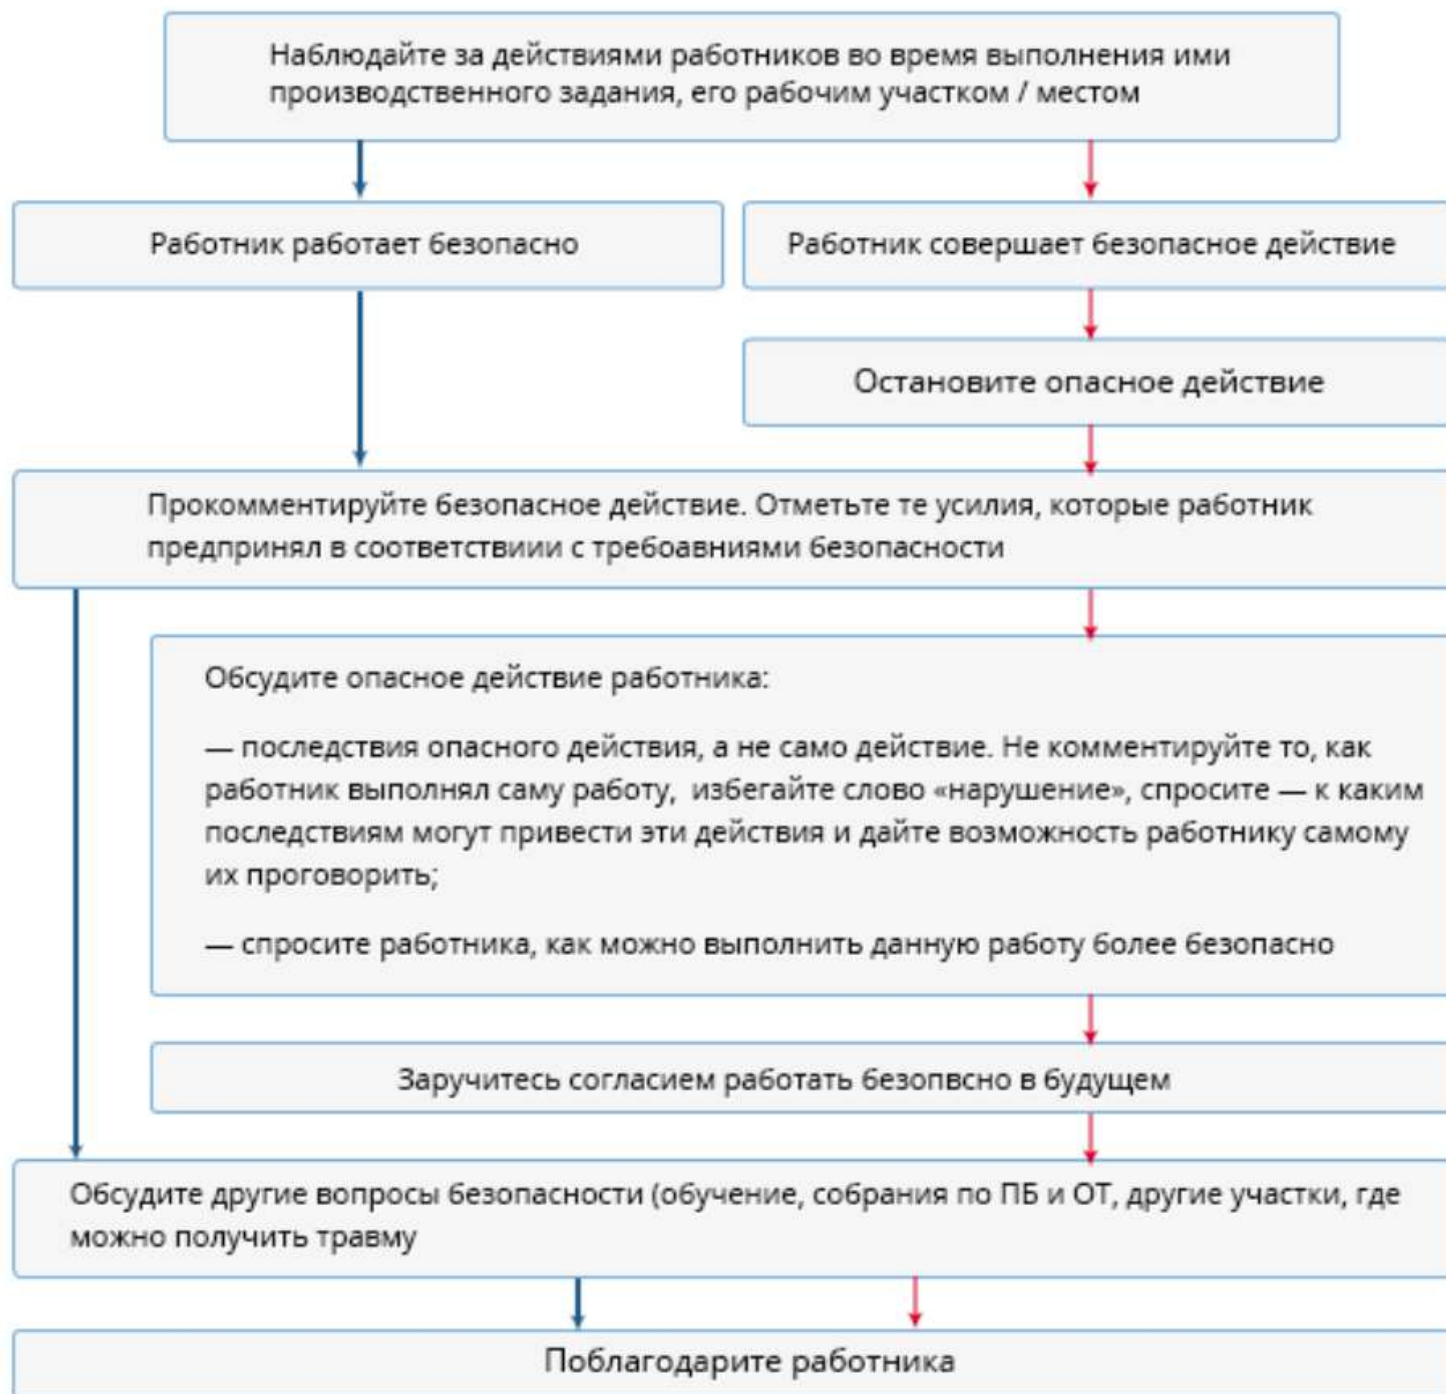 Наблюдайте за действиями работников во время выполнения ими
производственного задания, его рабочим участком / местом
Работник работает безопасно
Работник совершает безопасное действие
Остановите опасное действие
Прокомментируйте безопасное действие. Отметьте те усилия, которые работник
предпринял в соответствиии с требоавниями безопасности
Обсудите опасное действие работника:
— последствия опасного действия, а не само действие. Не комментируйте то, как
работник выполнял саму работу, избегайте слово «нарушение», спросите — к каким
последствиям могут привести эти действия и дайте возможность работнику самому
их проговорить;
— спросите работника, как можно выполнить данную работу более безопасно
Заручитесь согласием работать безопвсно в будущем
Обсудите другие вопросы безопасности (обучение, собрания по ПБ и ОТ, другие участки, где
можно получить травму
Поблагодарите работника